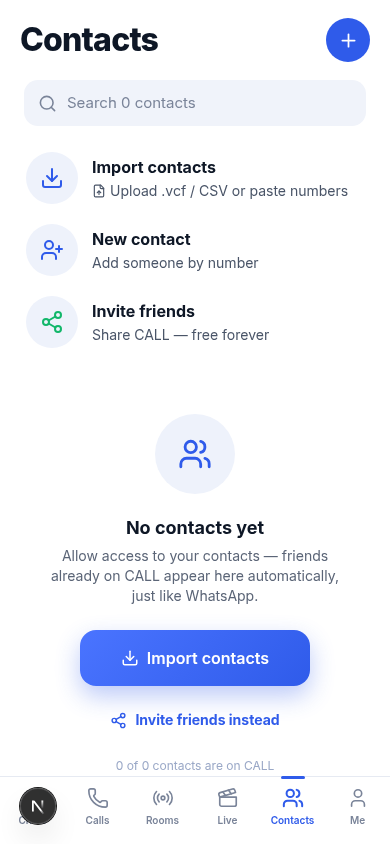 Contacts
Search 0 contacts
Import contacts
Upload .vcf / CSV or paste numbers
New contact
Add someone by number
Invite friends
Share CALL — free forever
No contacts yet
Allow access to your contacts — friends
already on CALL appear here automatically,
just like WhatsApp.
Import contacts
Invite friends instead
0 of 0 contacts are on CALL
N
Calls
Rooms
Live
Contacts
Me